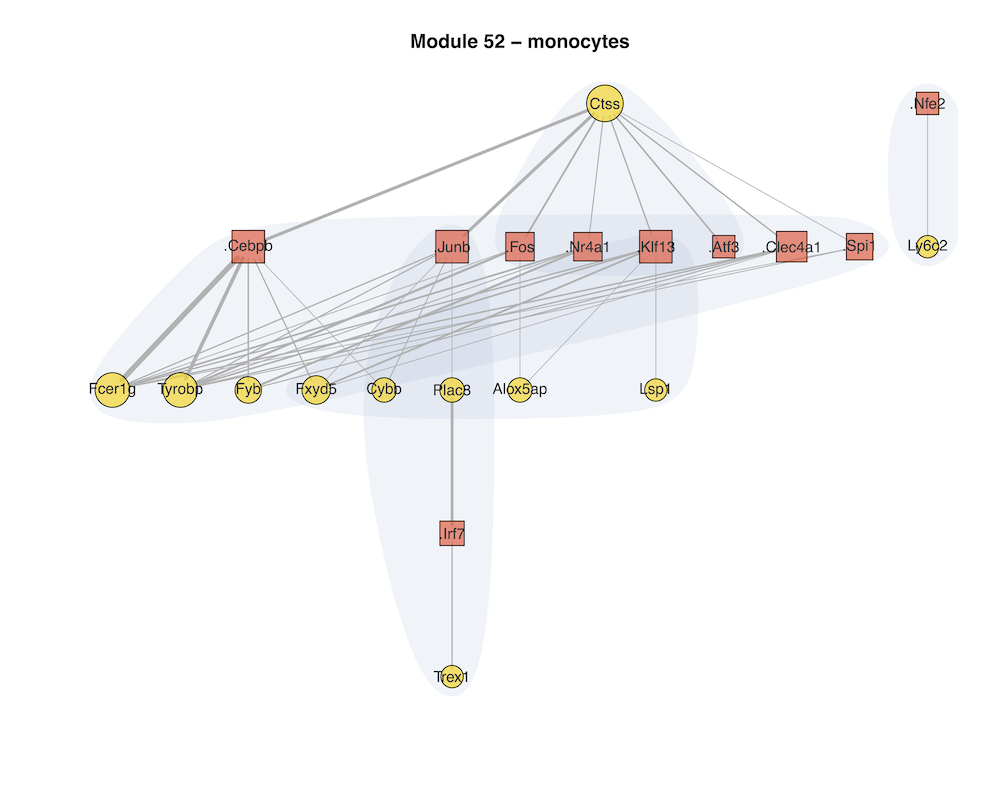 Module 52 – monocytes
Ctss
.Nfe2
.Cebpb
.Junb
.Fos
.Nr4a1
.Klf13
.Atf3
.Clec4a1
.Spi1
Ly6c2
Fcer1g
Tyrobp
Fyb
Fxyd5
Cybb
Plac8
Alox5ap
Lsp1
.Irf7
Trex1